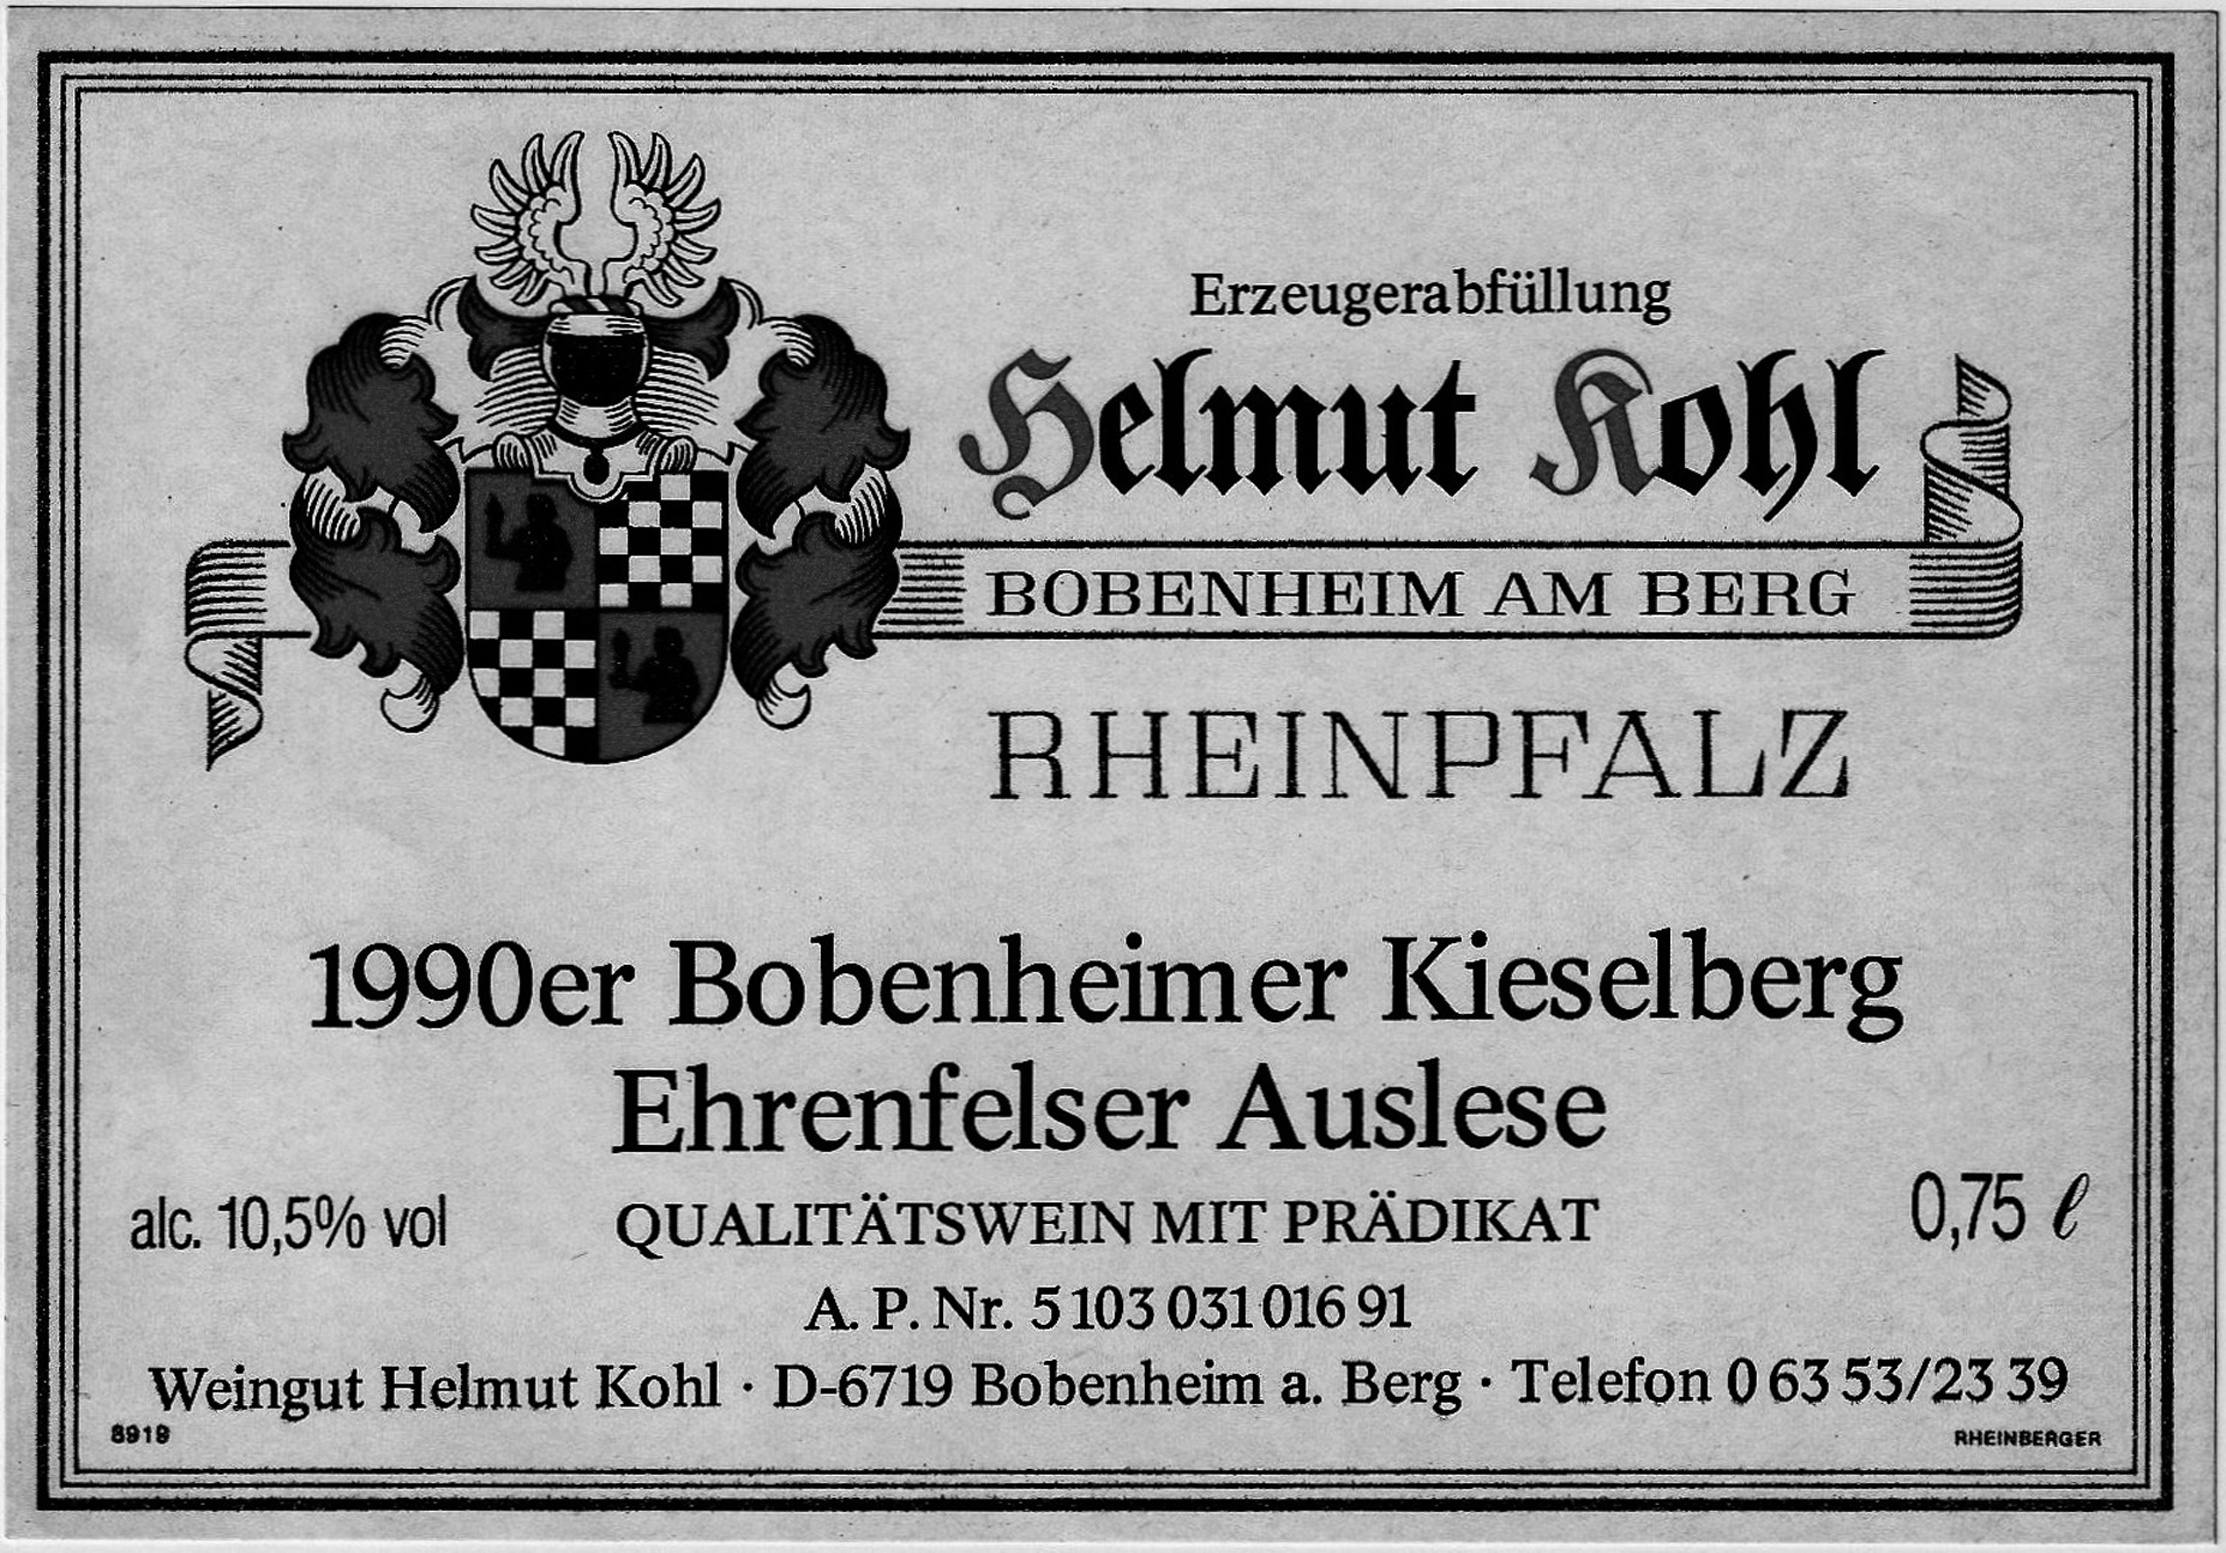 Erzeugerabfüllung
Helmut Kohl
BOBENHEIM AM BERG
RHEINPFALZ
1990er Bobenheimer Kieselberg
Ehrenfelser Auslese
alc. 10,5% vol QUALITÄTSWEIN MIT PRÄDIKAT 0,75 ℓ
A. P. Nr. 5 103 031 016 91
Weingut Helmut Kohl · D-6719 Bobenheim a. Berg · Telefon 0 63 53/23 39
8919 RHEINBERGER